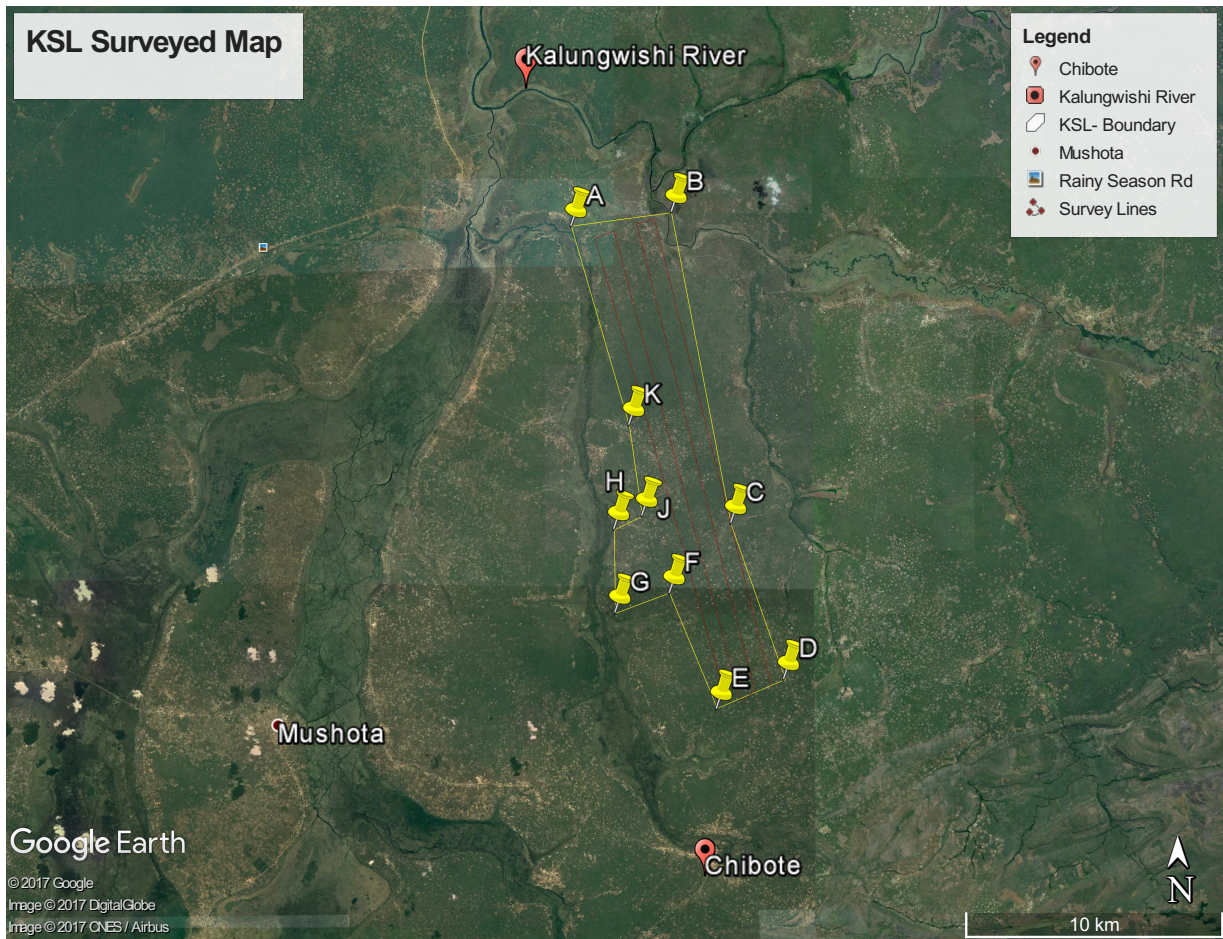 KSL Surveyed Map
Kalungwishi River
Legend
Chibote
Kalungwishi River
KSL- Boundary
Mushota
Rainy Season Rd
Survey Lines
A
B
K
H
J
C
F
G
D
E
Mushota
Chibote
Google Earth
© 2017 Google
Image © 2017 DigitalGlobe
Image © 2017 CNES / Airbus
N
10 km